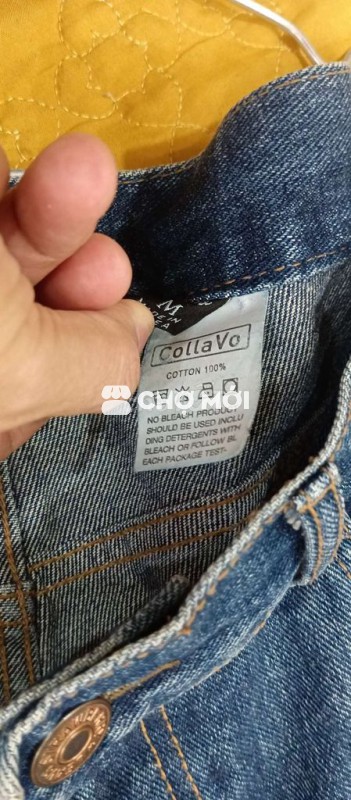 M
CollaVo
COTTON 100%
CHỢ MỚI
NO BLEACH PRODUCT
SHOULD BE USED INCLU
DING DETERGENTS WITH
BLEACH OR FOLLOW BL
EACH PACKAGE TEST-